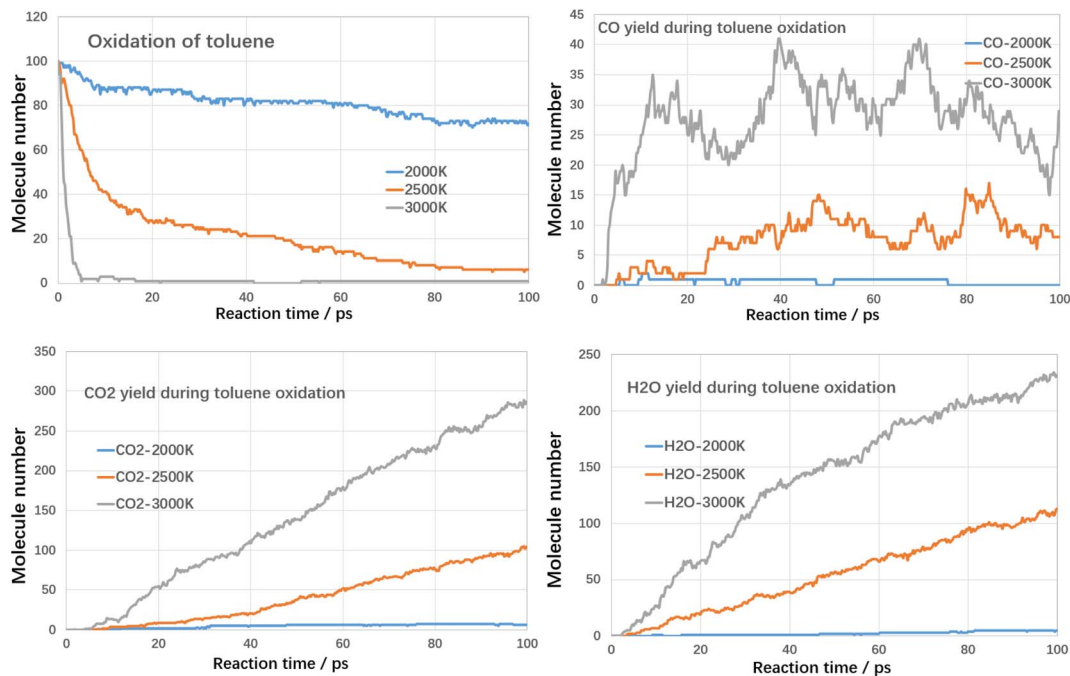 Oxidation of toluene
Molecule number
120
100
80
60
40
20
0
2000K
2500K
3000K
0 20 40 60 80 100
Reaction time / ps
CO yield during toluene oxidation
Molecule number
45
40
35
30
25
20
15
10
5
0
CO-2000K
CO-2500K
CO-3000K
0 20 40 60 80 100
Reaction time / ps
CO2 yield during toluene oxidation
Molecule number
350
300
250
200
150
100
50
0
CO2-2000K
CO2-2500K
CO2-3000K
0 20 40 60 80 100
Reaction time / ps
H2O yield during toluene oxidation
Molecule number
250
200
150
100
50
0
H2O-2000K
H2O-2500K
H2O-3000K
0 20 40 60 80 100
Reaction time / ps